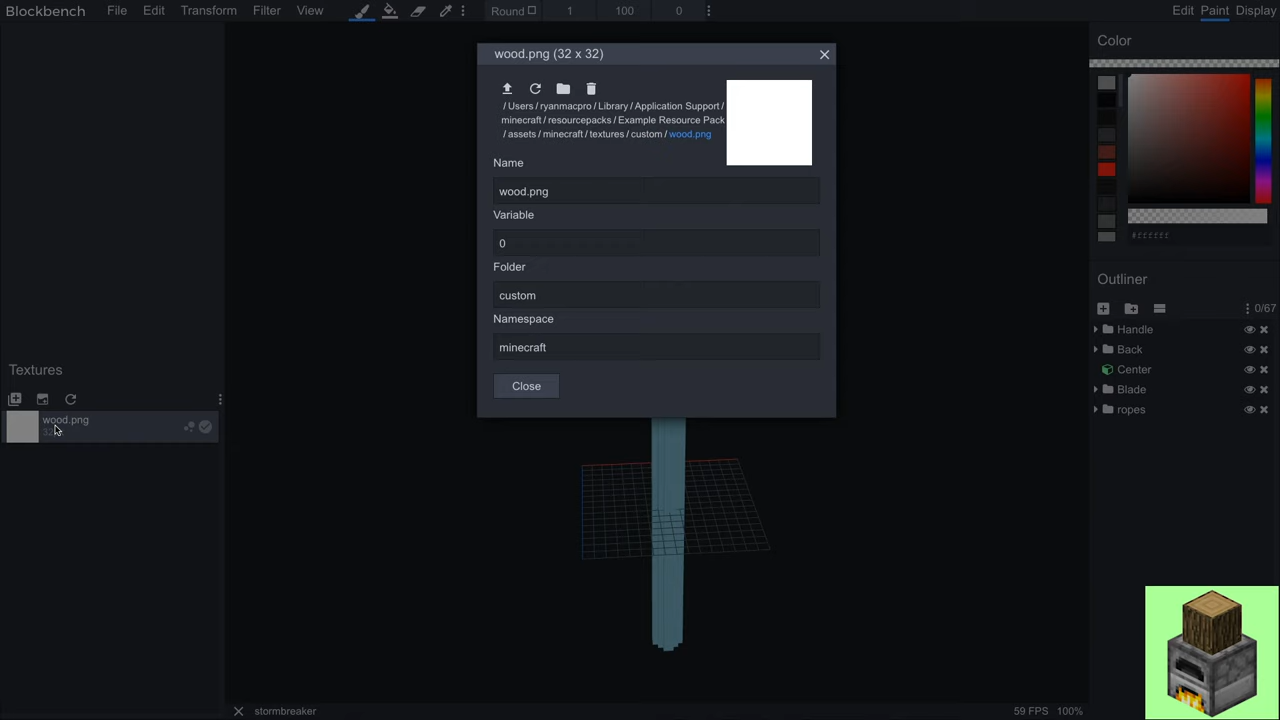 Blockbench
File Edit Transform Filter View
Round 1 100 0
Edit Paint Display
wood.png (32 x 32)
/ Users / ryanmacpro / Library / Application Support /
minecraft / resourcepacks / Example Resource Pack
/ assets / minecraft / textures / custom / wood.png
Name
wood.png
Variable
0
Folder
custom
Namespace
minecraft
Close
Color
#ffffff
Outliner
0/67
Handle
Back
Center
Blade
ropes
Textures
wood.png
stormbreaker
59 FPS 100%